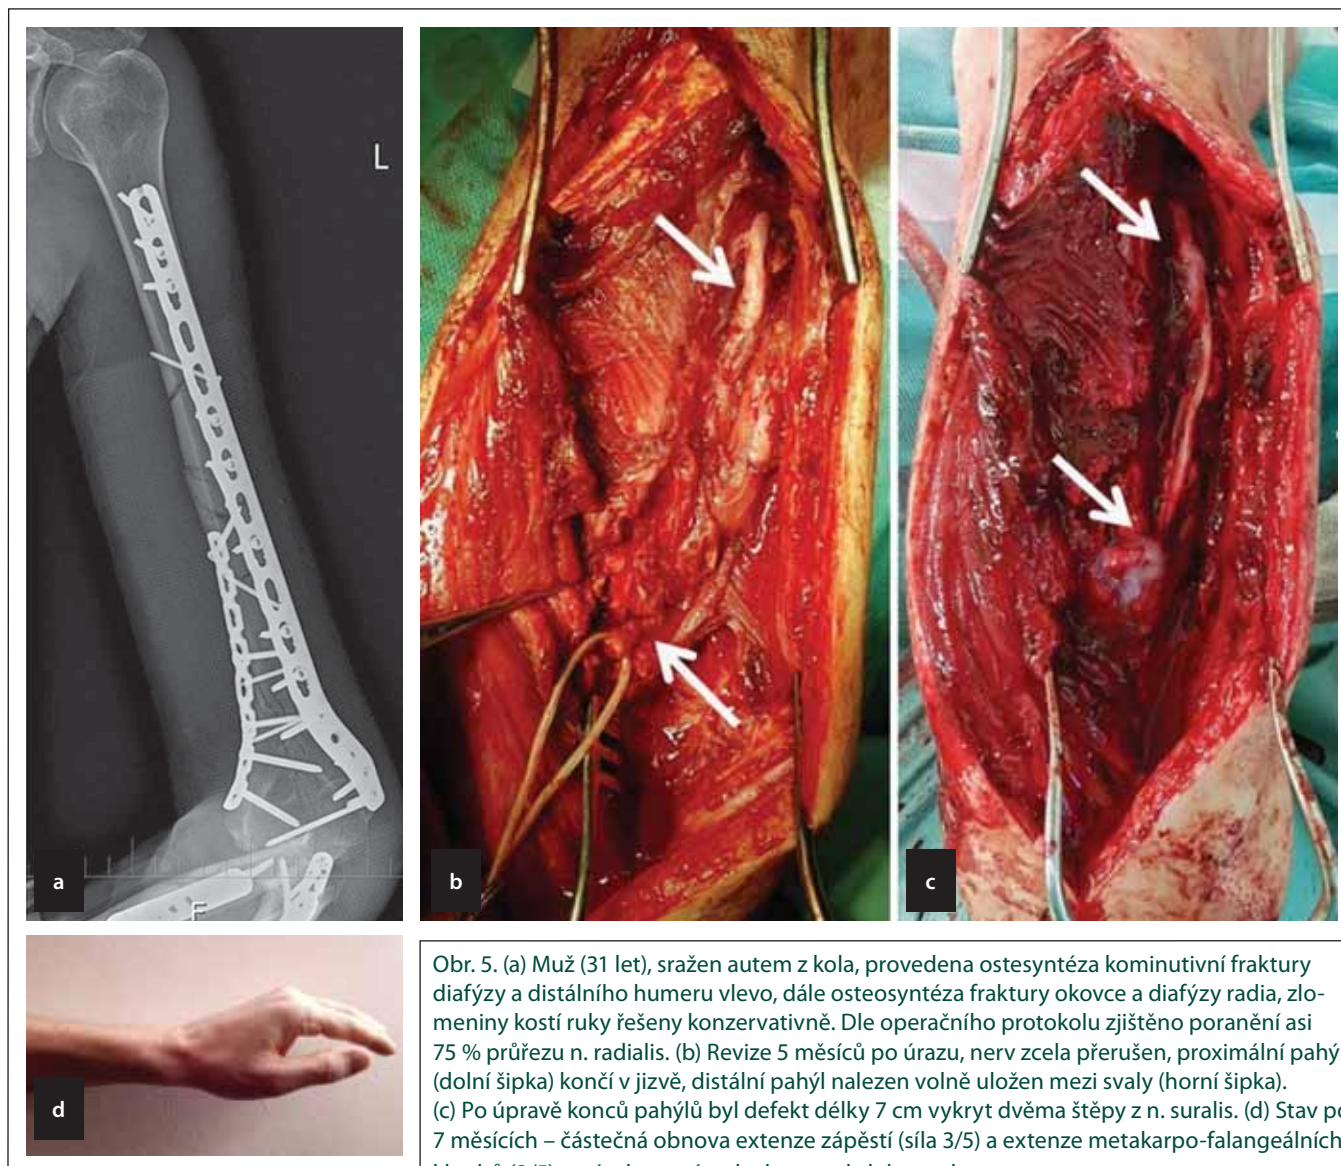 L
a
F
b
c
d
Obr. 5. (a) Muž (31 let), sražen autem z kola, provedena ostesyntéza kominutivní fraktury
diafýzy a distálního humeru vlevo, dále osteosyntéza fraktury okovce a diafýzy radia, zlo-
meniny kostí ruky řešeny konzervativně. Dle operačního protokolu zjištěno poranění asi
75 % průřezu n. radialis. (b) Revize 5 měsíců po úrazu, nerv zcela přerušen, proximální pahý
(dolní šipka) končí v jizvě, distální pahýl nalezen volně uložen mezi svaly (horní šipka).
(c) Po úpravě konců pahýlů byl defekt délky 7 cm vykryt dvěma štěpy z n. suralis. (d) Stav po
7 měsících – částečná obnova extenze zápěstí (síla 3/5) a extenze metakarpo-falangeálních